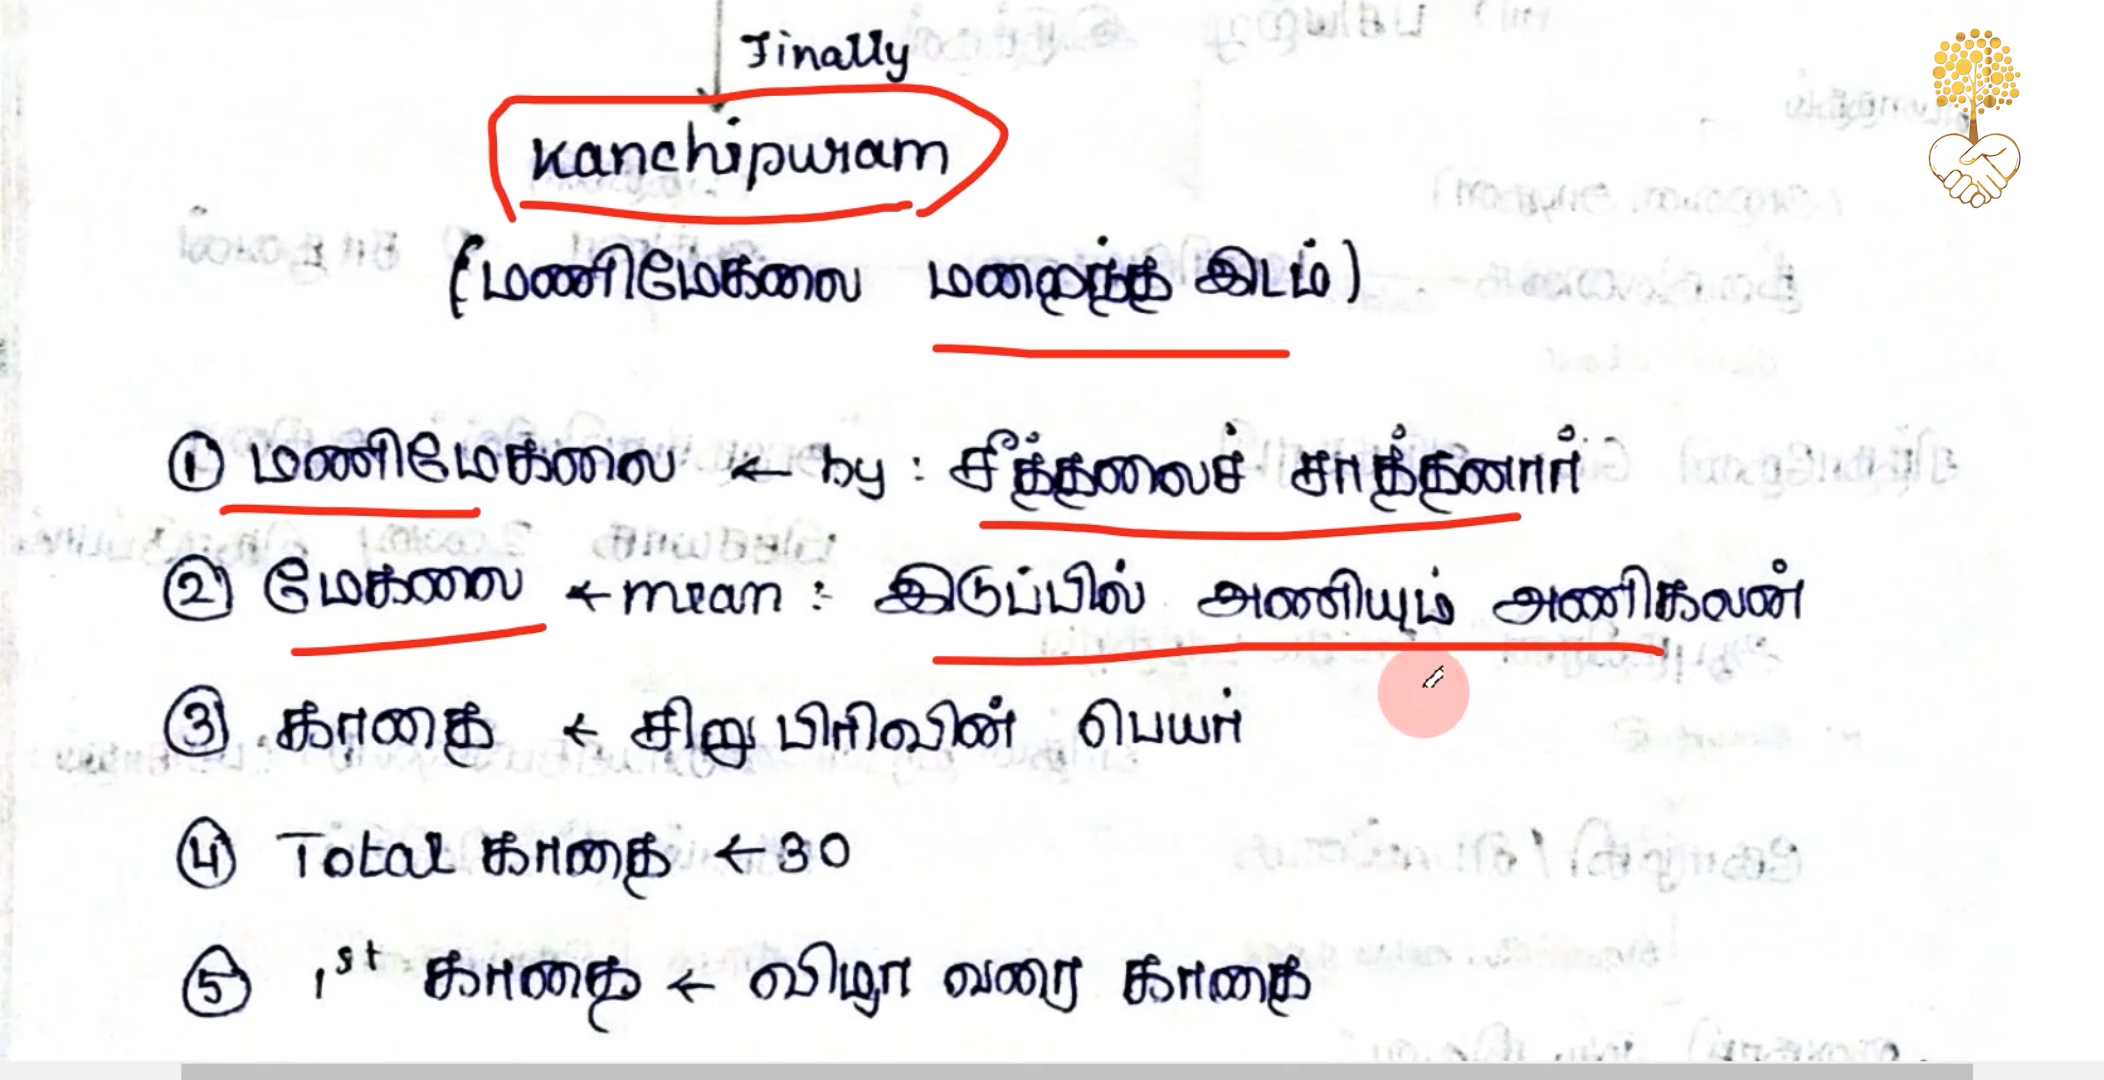 Finally
Kanchipuram
(மணிமேகலை மறைந்த இடம்)
① மணிமேகலை ← by : சீத்தலைச் சாத்தனார்
② மேகலை ← mean :- இடுப்பில் அணியும் அணிகலன்
③ காதை ← சிறு பிரிவின் பெயர்
④ Total காதை ← 30
⑤ 1st காதை ← விழா வரை காதை